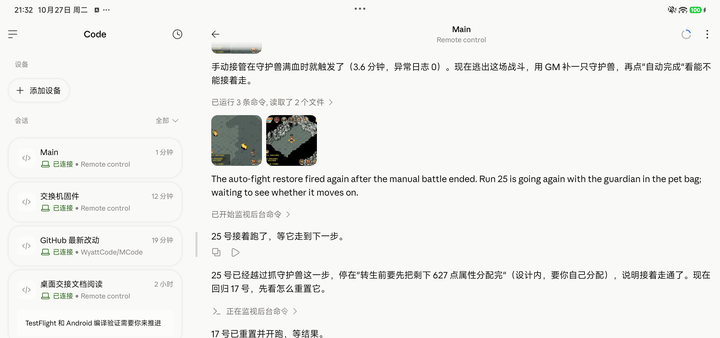 21:32 10月27日 周二
100
Code
设备
添加设备
会话
全部
Main
1 分钟
已连接 • Remote control
交换机固件
12 分钟
已连接 • Remote control
GitHub 最新改动
19 分钟
已连接 • WyattCode/MCode
桌面交接文档阅读
2 小时
已连接 • Remote control
TestFlight 和 Android 编译验证需要你来推进
Main
Remote control
手动接管在守护兽满血时就触发了（3.6 分钟，异常日志 0）。现在逃出这场战斗，用 GM 补一只守护兽，再点"自动完成"看能不
能接着走。
已运行 3 条命令, 读取了 2 个文件
The auto-fight restore fired again after the manual battle ended. Run 25 is going again with the guardian in the pet bag;
waiting to see whether it moves on.
已开始监视后台命令
25 号接着跑了，等它走到下一步。
25 号已经越过抓守护兽这一步，停在"转生前要先把剩下 627 点属性分配完"（设计内，要你自己分配），说明接着走通了。现在
回归 17 号，先看怎么重置它。
正在监视后台命令
17 号已重置并开跑，等结果。